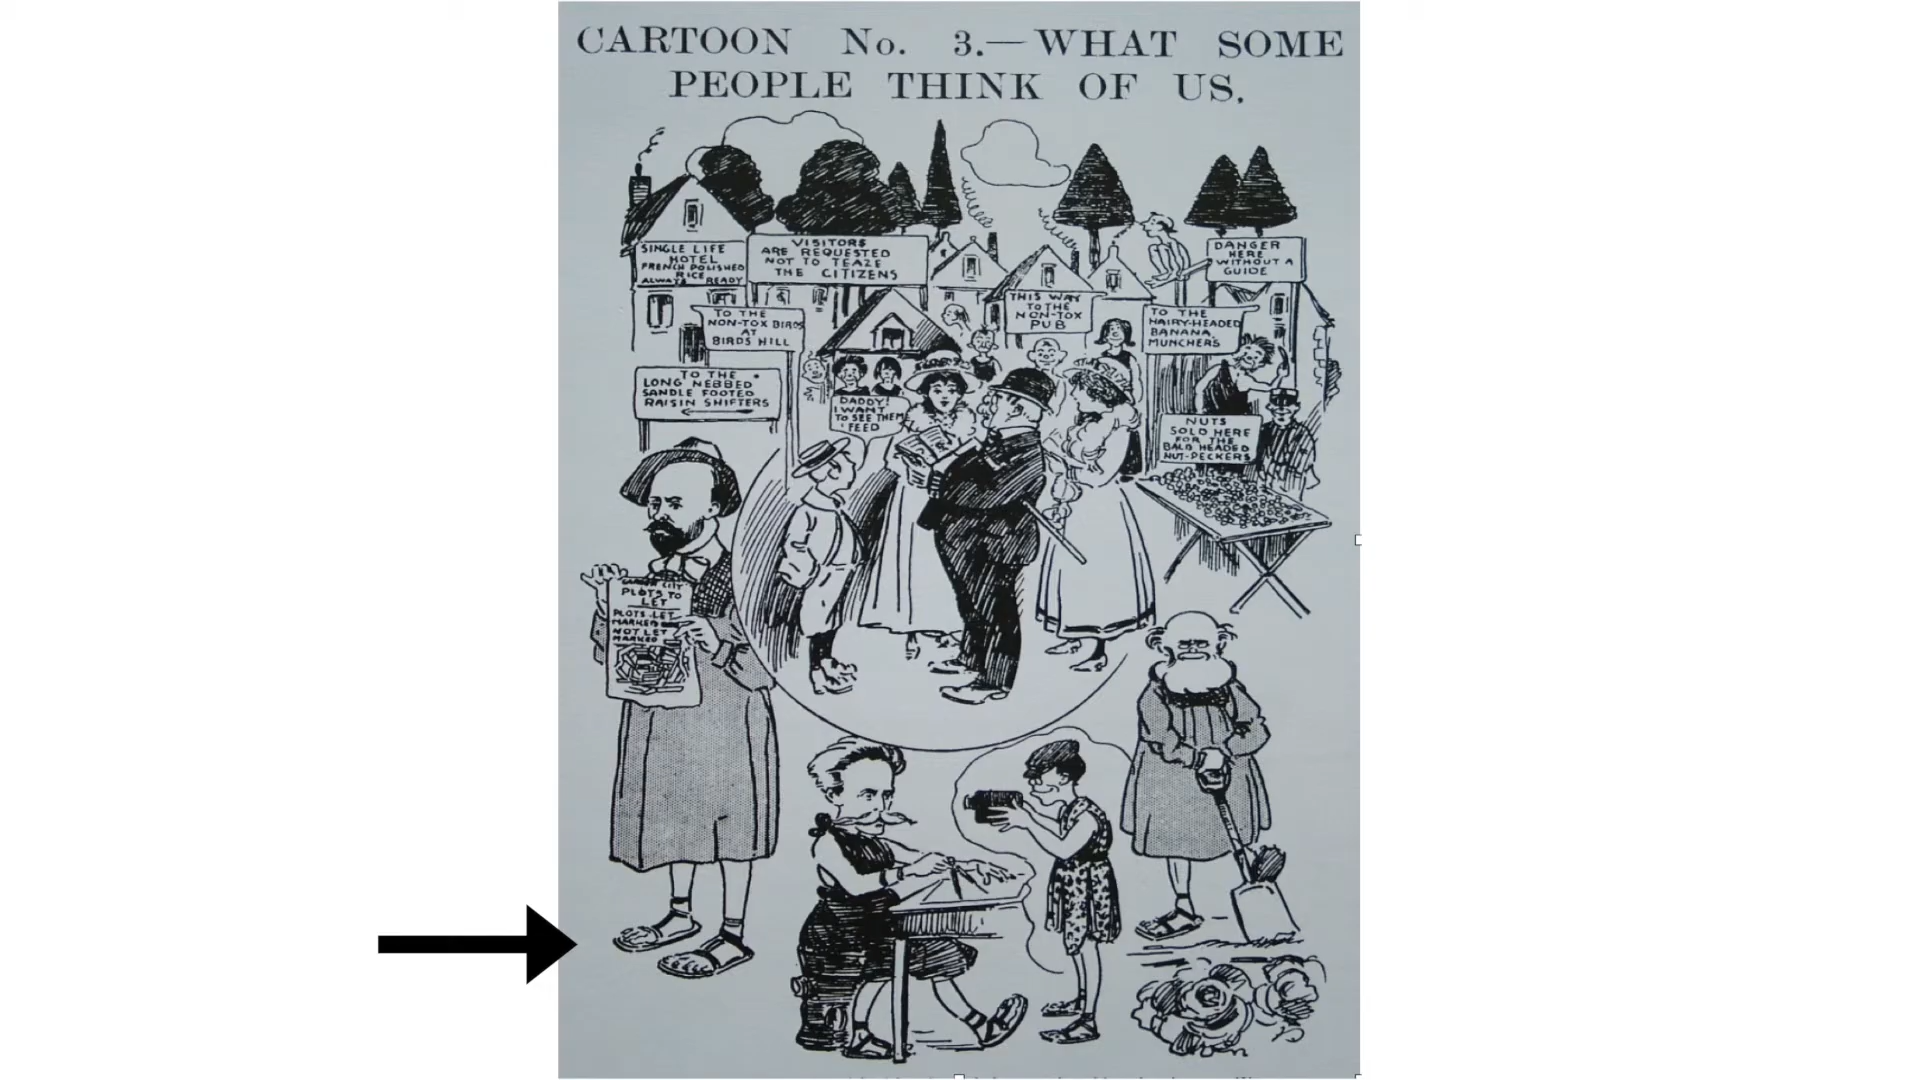 CARTOON No. 3.—WHAT SOME
PEOPLE THINK OF US.
SINGLE LIFE
HOTEL
FRENCH POLISHED
RICE
ALWAYS READY
VISITORS
ARE REQUESTED
NOT TO TEAZE
THE CITIZENS
DANGER
HERE
WITHOUT A
GUIDE
TO THE
NON-TOX BIRDS
AT
BIRDS HILL
THIS WAY
TO THE
NON-TOX
PUB
TO THE
HAIRY-HEADED
BANANA
MUNCHERS
TO THE
LONG NEBBED
SANDLE FOOTED
RAISIN SHIFTERS
DADDY!
I WANT
TO SEE THEM
FEED
NUTS
SOLD HERE
FOR THE
BALD HEADED
NUT-PECKERS
GARDEN CITY
PLOTS TO
LET
PLOTS LET
MARKED
NOT LET
MARKED